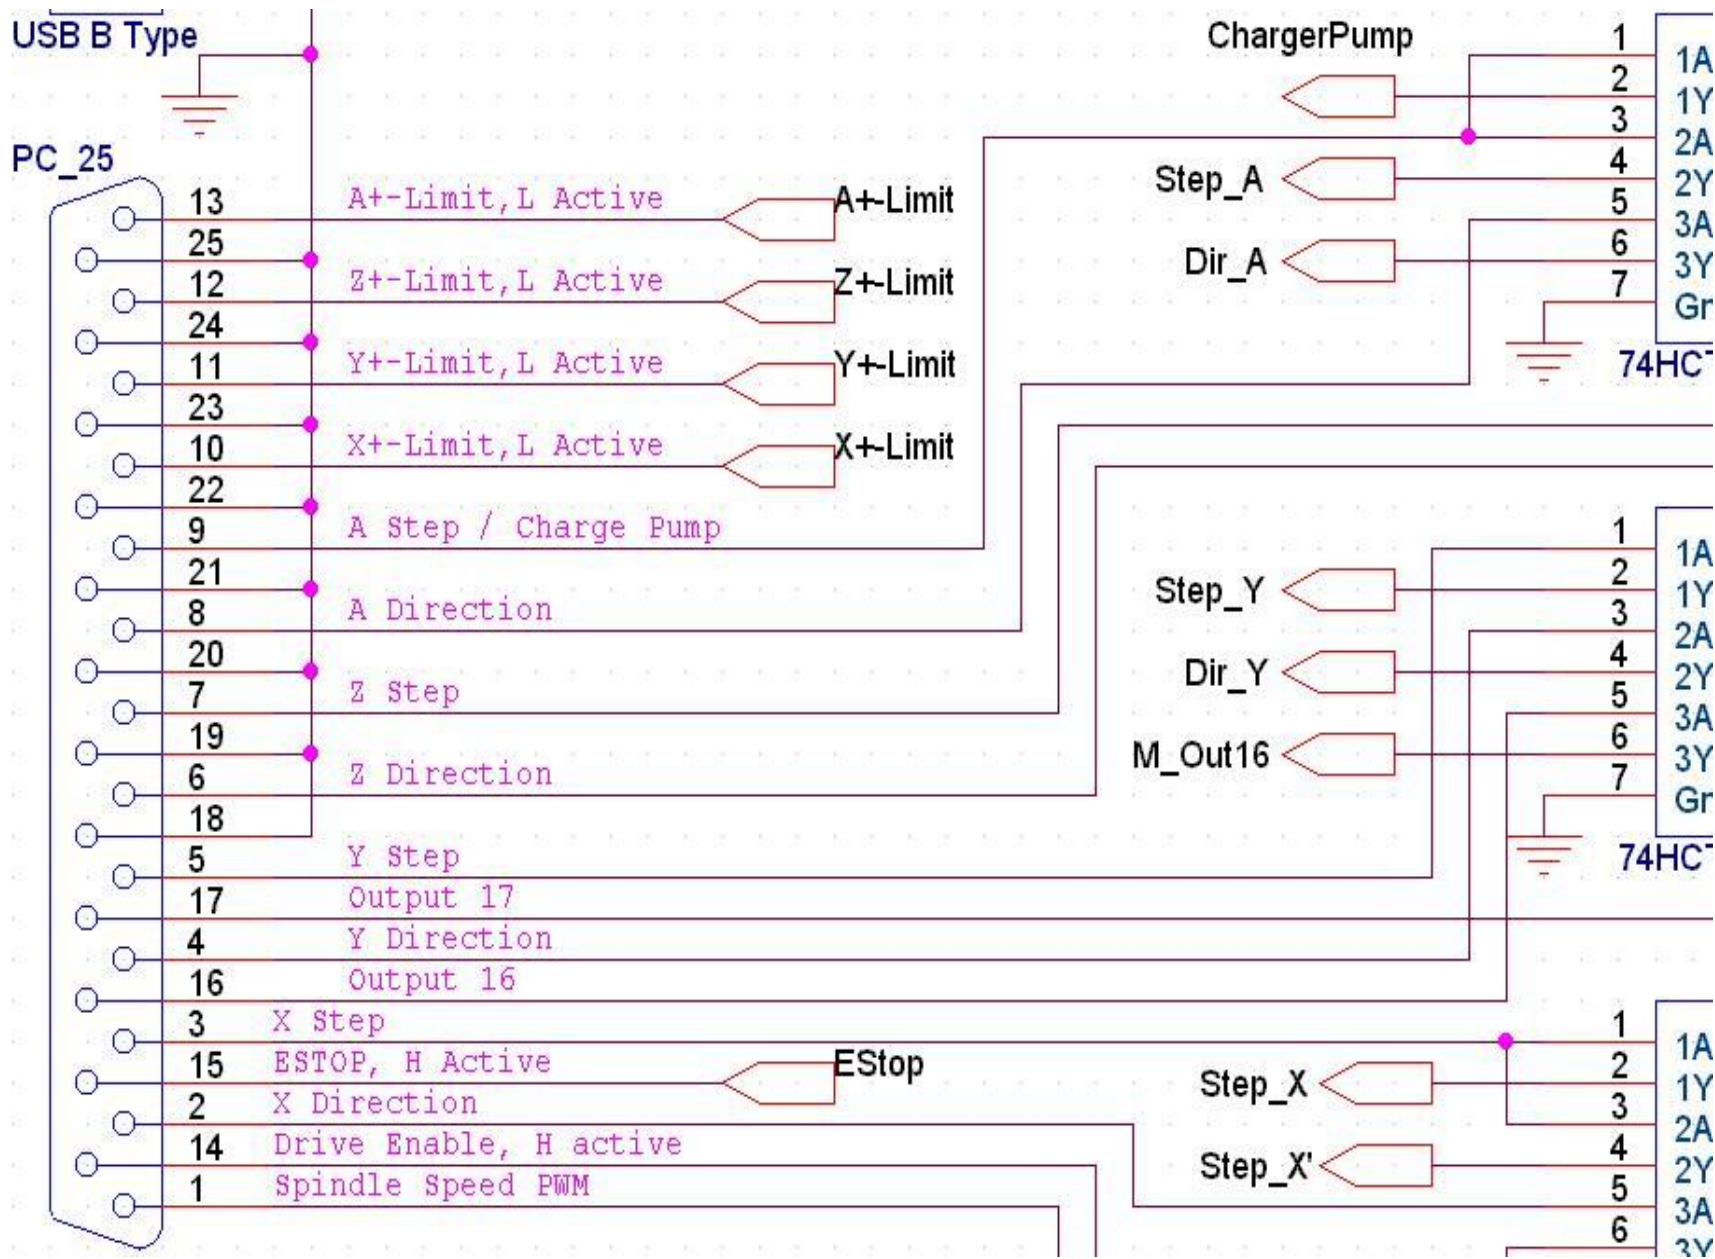 USB B Type
PC_25
13 A+-Limit,L Active A+-Limit
25
12 Z+-Limit,L Active Z+-Limit
24
11 Y+-Limit,L Active Y+-Limit
23
10 X+-Limit,L Active X+-Limit
22
9 A Step / Charge Pump
21
8 A Direction
20
7 Z Step
19
6 Z Direction
18
5 Y Step
17 Output 17
4 Y Direction
16 Output 16
3 X Step
15 ESTOP, H Active EStop
2 X Direction
14 Drive Enable, H active
1 Spindle Speed PWM
ChargerPump
1 1A
2 1Y
3 2A
Step_A 4 2Y
5 3A
Dir_A 6 3Y
7 Gr
74HCT
1 1A
Step_Y 2 1Y
3 2A
Dir_Y 4 2Y
5 3A
M_Out16 6 3Y
7 Gr
74HCT
1 1A
Step_X 2 1Y
3 2A
Step_X' 4 2Y
5 3A
6 3Y